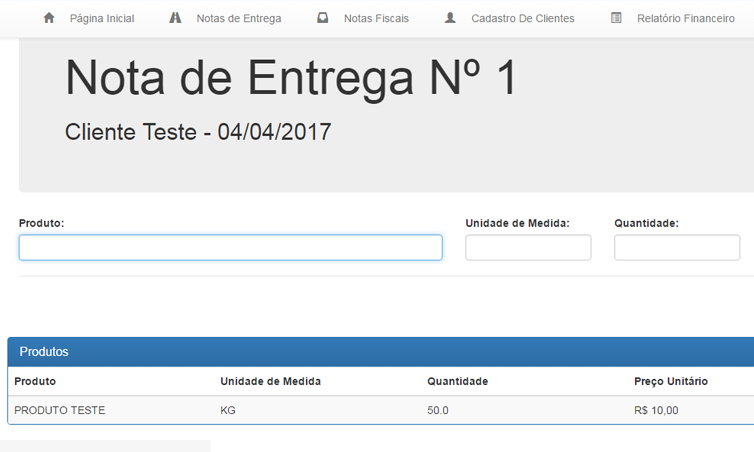 Página Inicial Notas de Entrega Notas Fiscais Cadastro De Clientes Relatório Financeiro
Nota de Entrega Nº 1
Cliente Teste - 04/04/2017
Produto: Unidade de Medida: Quantidade:
Produtos
Produto Unidade de Medida Quantidade Preço Unitário
PRODUTO TESTE KG 50.0 R$ 10,00